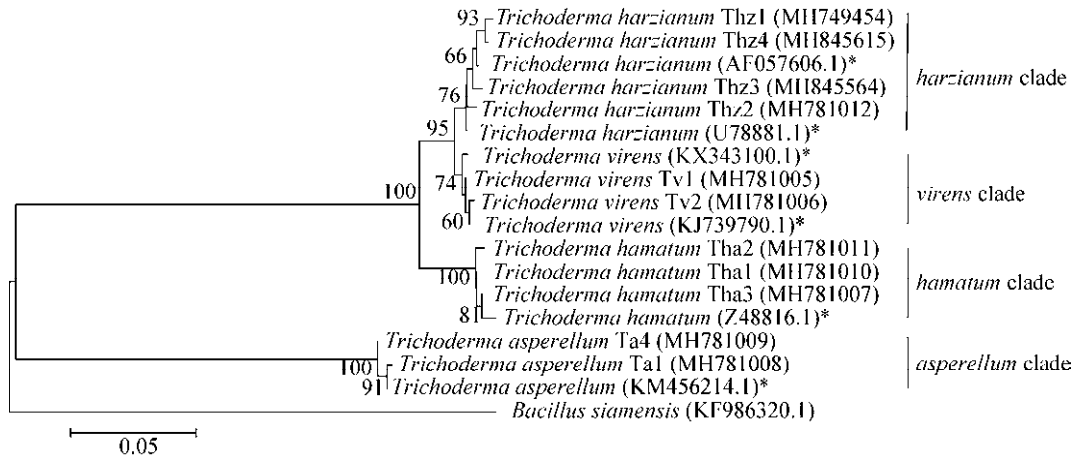 93
Trichoderma harzianum Thz1 (MH749454)
Trichoderma harzianum Thz4 (MH845615)
66
Trichoderma harzianum (AF057606.1)*
harzianum clade
Trichoderma harzianum Thz3 (MH845564)
76
Trichoderma harzianum Thz2 (MH781012)
95
Trichoderma harzianum (U78881.1)*
Trichoderma virens (KX343100.1)*
100
74
Trichoderma virens Tv1 (MH781005)
virens clade
Trichoderma virens Tv2 (MH781006)
60
Trichoderma virens (KJ739790.1)*
Trichoderma hamatum Tha2 (MH781011)
100
Trichoderma hamatum Tha1 (MH781010)
hamatum clade
Trichoderma hamatum Tha3 (MH781007)
81
Trichoderma hamatum (Z48816.1)*
Trichoderma asperellum Ta4 (MH781009)
100
Trichoderma asperellum Ta1 (MH781008)
asperellum clade
91
Trichoderma asperellum (KM456214.1)*
Bacillus siamensis (KF986320.1)
0.05